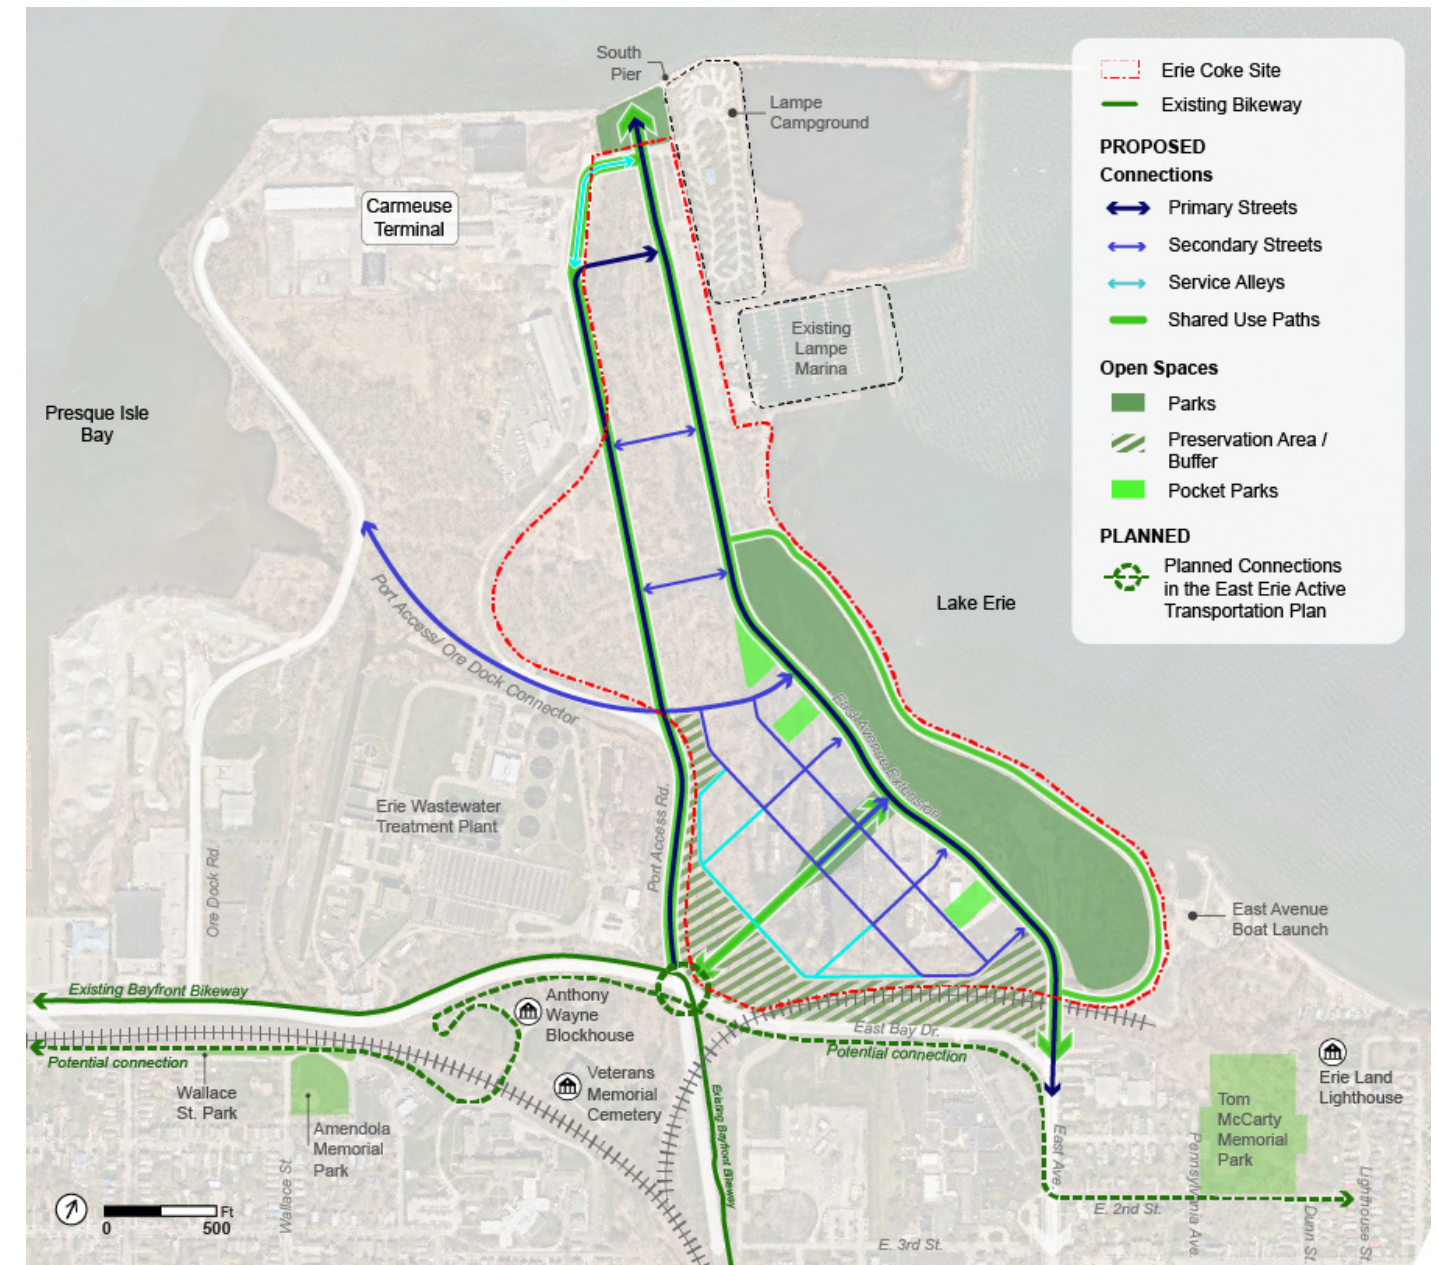 South
Pier
Lampe
Campground
Carmeuse
Terminal
Existing
Lampe
Marina
Presque Isle
Bay
Lake Erie
Port Access/ Ore Dock Connector
East Avenue Extension
Erie Wastewater
Treatment Plant
Port Access Rd.
Ore Dock Rd.
East Avenue
Boat Launch
Existing Bayfront Bikeway
Anthony
Wayne
Blockhouse
East Bay Dr.
Potential connection
Potential connection
Wallace
St. Park
Veterans
Memorial
Cemetery
Existing Bayfront Bikeway
Amendola
Memorial
Park
Wallace St.
Tom
McCarty
Memorial
Park
Erie Land
Lighthouse
East Ave.
Pennsylvania Ave.
Lighthouse St.
Dunn St.
E. 2nd St.
E. 3rd St.
Ft
0
500
Erie Coke Site
Existing Bikeway
PROPOSED
Connections
Primary Streets
Secondary Streets
Service Alleys
Shared Use Paths
Open Spaces
Parks
Preservation Area /
Buffer
Pocket Parks
PLANNED
Planned Connections
in the East Erie Active
Transportation Plan